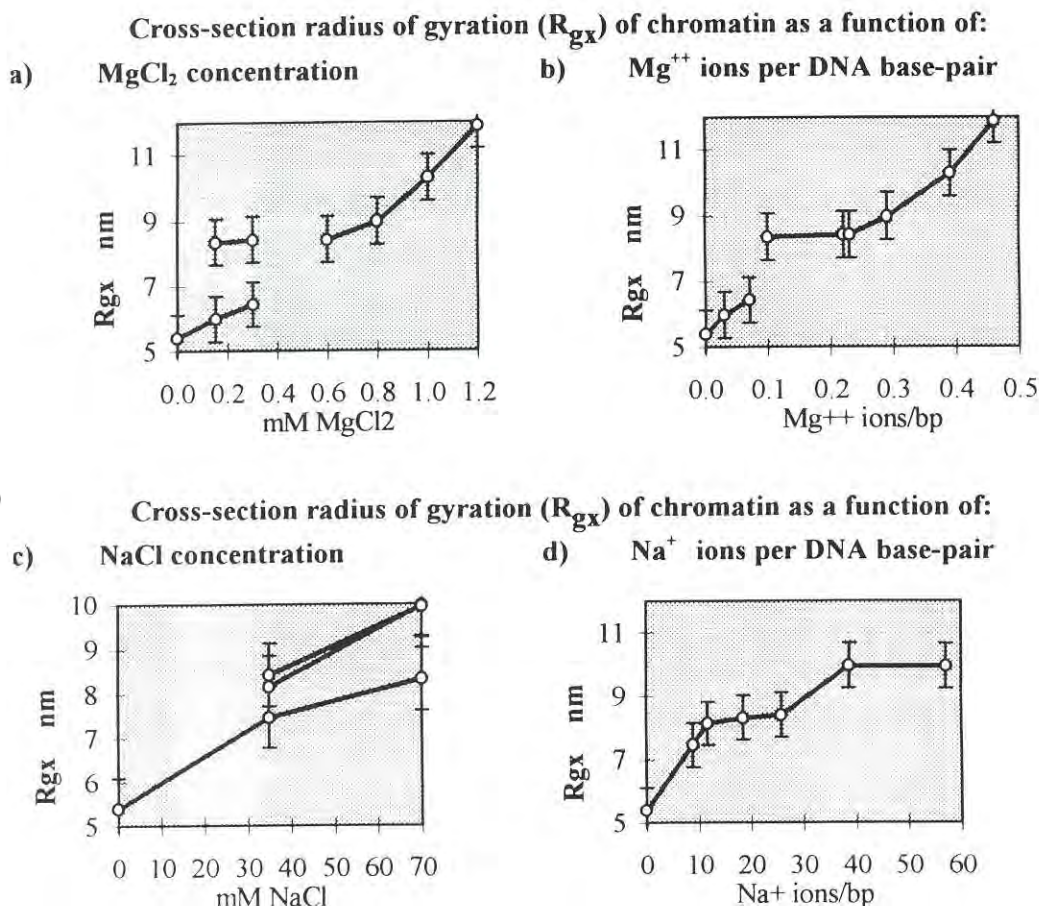 Cross-section radius of gyration (Rgx) of chromatin as a function of:
a) MgCl2 concentration
b) Mg++ ions per DNA base-pair
11
9
7
5
Rgx nm
0.0 0.2 0.4 0.6 0.8 1.0 1.2
mM MgCl2
11
9
7
5
Rgx nm
0.0 0.1 0.2 0.3 0.4 0.5
Mg++ ions/bp
Cross-section radius of gyration (Rgx) of chromatin as a function of:
c) NaCl concentration
d) Na+ ions per DNA base-pair
10
9
8
7
6
5
Rgx nm
0 10 20 30 40 50 60 70
mM NaCl
11
9
7
5
Rgx nm
0 10 20 30 40 50 60
Na+ ions/bp